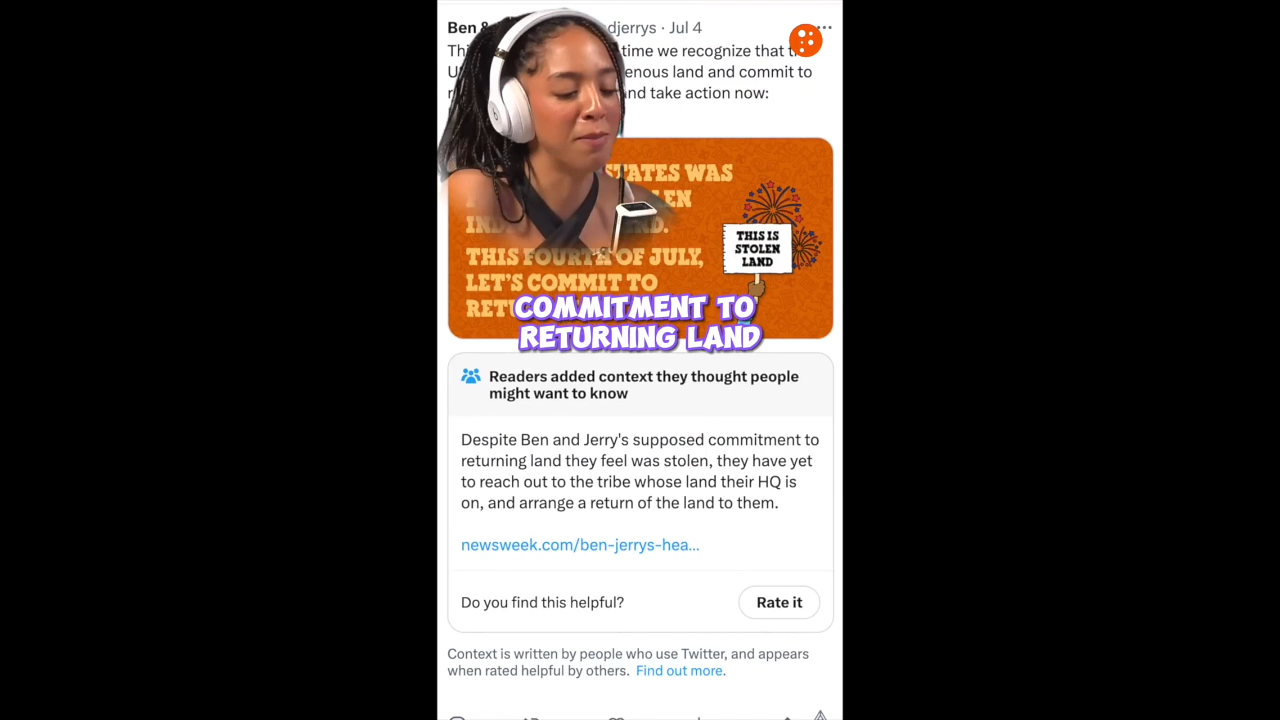 Ben & djerrys · Jul 4
time we recognize that
enous land and commit to
and take action now:
STATES WAS
LEN
IND D.
THIS FOURTH OF JULY,
LET'S COMMIT TO
THIS IS
STOLEN
LAND
COMMITMENT TO
RETURNING LAND
Readers added context they thought people
might want to know
Despite Ben and Jerry's supposed commitment to
returning land they feel was stolen, they have yet
to reach out to the tribe whose land their HQ is
on, and arrange a return of the land to them.
newsweek.com/ben-jerrys-hea...
Do you find this helpful?
Rate it
Context is written by people who use Twitter, and appears
when rated helpful by others. Find out more.